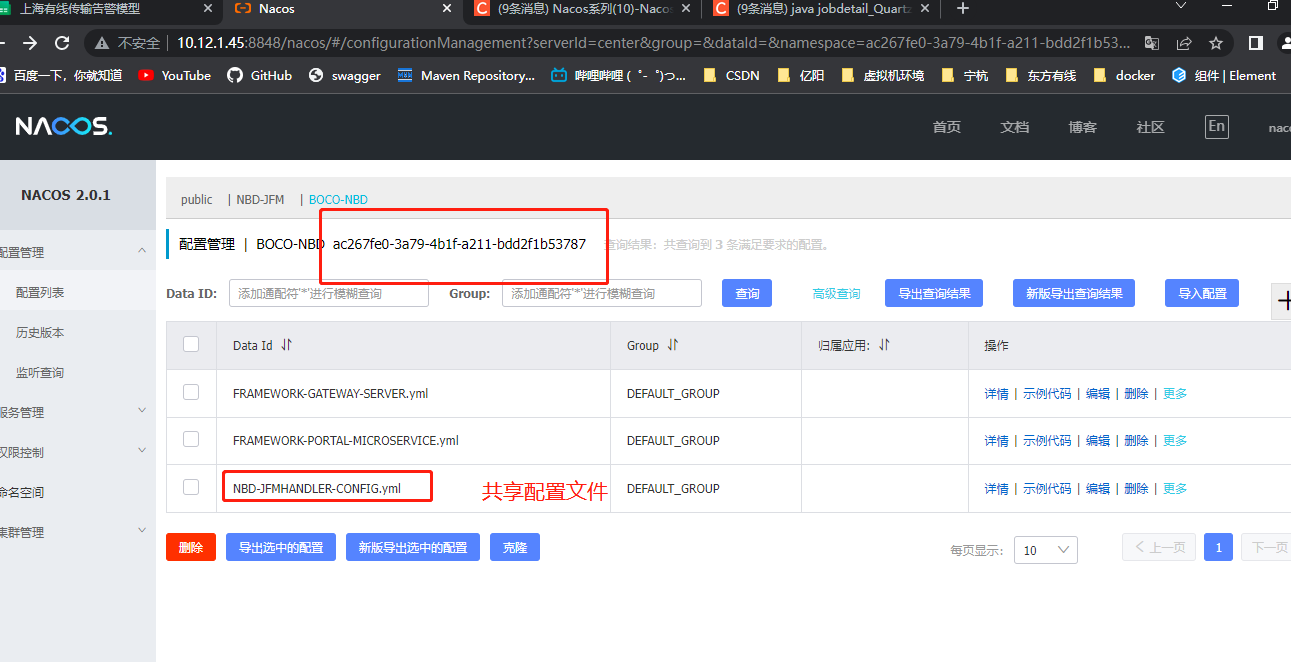 上海有线传输告警模型
Nacos
(9条消息) Nacos系列(10)-Naco
(9条消息) java jobdetail_Quart
不安全 | 10.12.1.45:8848/nacos/#/configurationManagement?serverId=center&group=&dataId=&namespace=ac267fe0-3a79-4b1f-a211-bdd2f1b53...
百度一下，你就知道 YouTube GitHub swagger Maven Repository... 哔哩哔哩 ( ゜- ゜)つ... CSDN 亿阳 虚拟机环境 宁杭 东方有线 docker 组件 | Element
NACOS.
首页 文档 博客 社区 En nac
NACOS 2.0.1
public | NBD-JFM | BOCO-NBD
配置管理 | BOCO-NBD ac267fe0-3a79-4b1f-a211-bdd2f1b53787 查询结果：共查询到 3 条满足要求的配置。
配置管理
配置列表
历史版本
监听查询
服务管理
权限控制
命名空间
集群管理
Data ID: 添加通配符'*'进行模糊查询 Group: 添加通配符'*'进行模糊查询 查询 高级查询 导出查询结果 新版导出查询结果 导入配置
Data Id Group 归属应用: 操作
FRAMEWORK-GATEWAY-SERVER.yml DEFAULT_GROUP 详情 | 示例代码 | 编辑 | 删除 | 更多
FRAMEWORK-PORTAL-MICROSERVICE.yml DEFAULT_GROUP 详情 | 示例代码 | 编辑 | 删除 | 更多
NBD-JFMHANDLER-CONFIG.yml 共享配置文件 DEFAULT_GROUP 详情 | 示例代码 | 编辑 | 删除 | 更多
删除 导出选中的配置 新版导出选中的配置 克隆
每页显示: 10 上一页 1 下一页